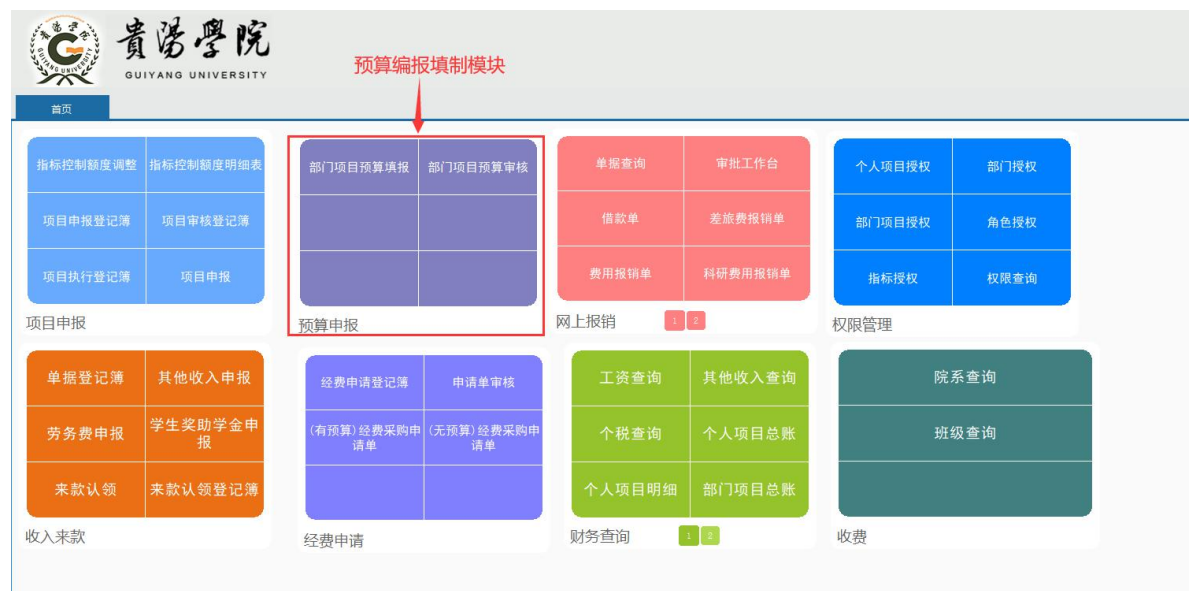 貴陽學院
GUIYANG UNIVERSITY
预算编报填制模块
首页
指标控制额度调整 指标控制额度明细表
项目申报登记簿 项目审核登记簿
项目执行登记簿 项目申报
项目申报
部门项目预算填报 部门项目预算审核
预算申报
单据查询 审批工作台
借款单 差旅费报销单
费用报销单 科研费用报销单
网上报销 1 2
个人项目授权 部门授权
部门项目授权 角色授权
指标授权 权限查询
权限管理
单据登记簿 其他收入申报
劳务费申报 学生奖助学金申
报
来款认领 来款认领登记簿
收入来款
经费申请登记簿 申请单审核
(有预算)经费采购申 (无预算)经费采购申
请单 请单
经费申请
工资查询 其他收入查询
个税查询 个人项目总账
个人项目明细 部门项目总账
财务查询 1 2
院系查询
班级查询
收费